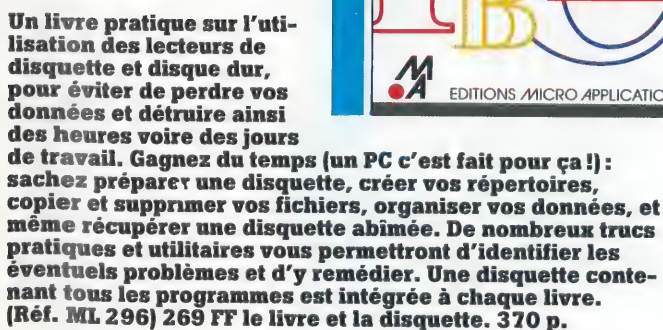 Un livre pratique sur l'uti-
lisation des lecteurs de
disquette et disque dur,
pour éviter de perdre vos
données et détruire ainsi
des heures voire des jours
de travail. Gagnez du temps (un PC c'est fait pour ça !) :
sachez préparer une disquette, créer vos répertoires,
copier et supprimer vos fichiers, organiser vos données, et
même récupérer une disquette abîmée. De nombreux trucs
pratiques et utilitaires vous permettront d'identifier les
éventuels problèmes et d'y remédier. Une disquette conte-
nant tous les programmes est intégrée à chaque livre.
(Réf. ML 296) 269 FF le livre et la disquette. 370 p.
MA
EDITIONS MICRO APPLICATIO